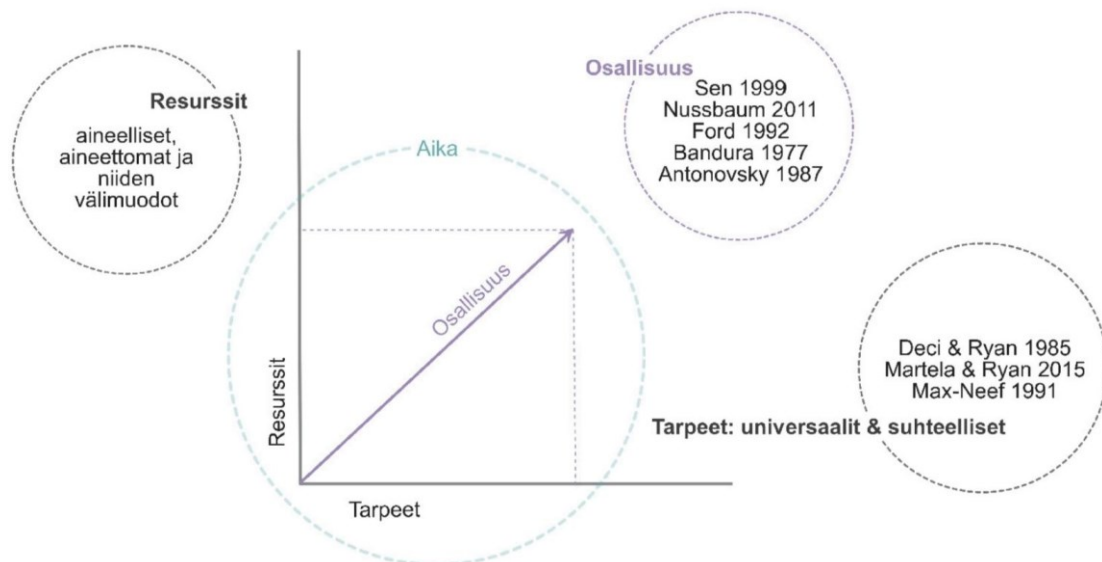 Osallisuus
Sen 1999
Nussbaum 2011
Ford 1992
Bandura 1977
Antonovsky 1987
Resurssit
aineelliset,
aineettomat ja
niiden
välimuodot
Aika
Osallisuus
Resurssit
Tarpeet
Deci & Ryan 1985
Martela & Ryan 2015
Max-Neef 1991
Tarpeet: universaalit & suhteelliset